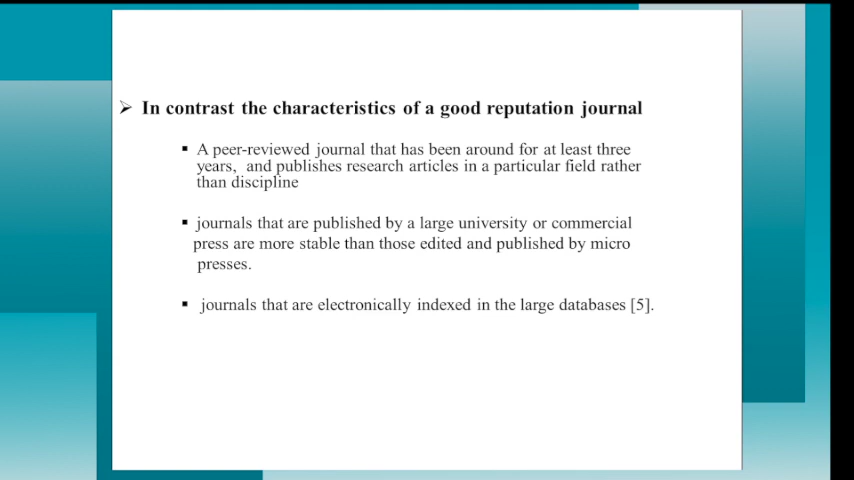 ➢ In contrast the characteristics of a good reputation journal
▪ A peer-reviewed journal that has been around for at least three
years, and publishes research articles in a particular field rather
than discipline
▪ journals that are published by a large university or commercial
press are more stable than those edited and published by micro
presses.
▪ journals that are electronically indexed in the large databases [5].